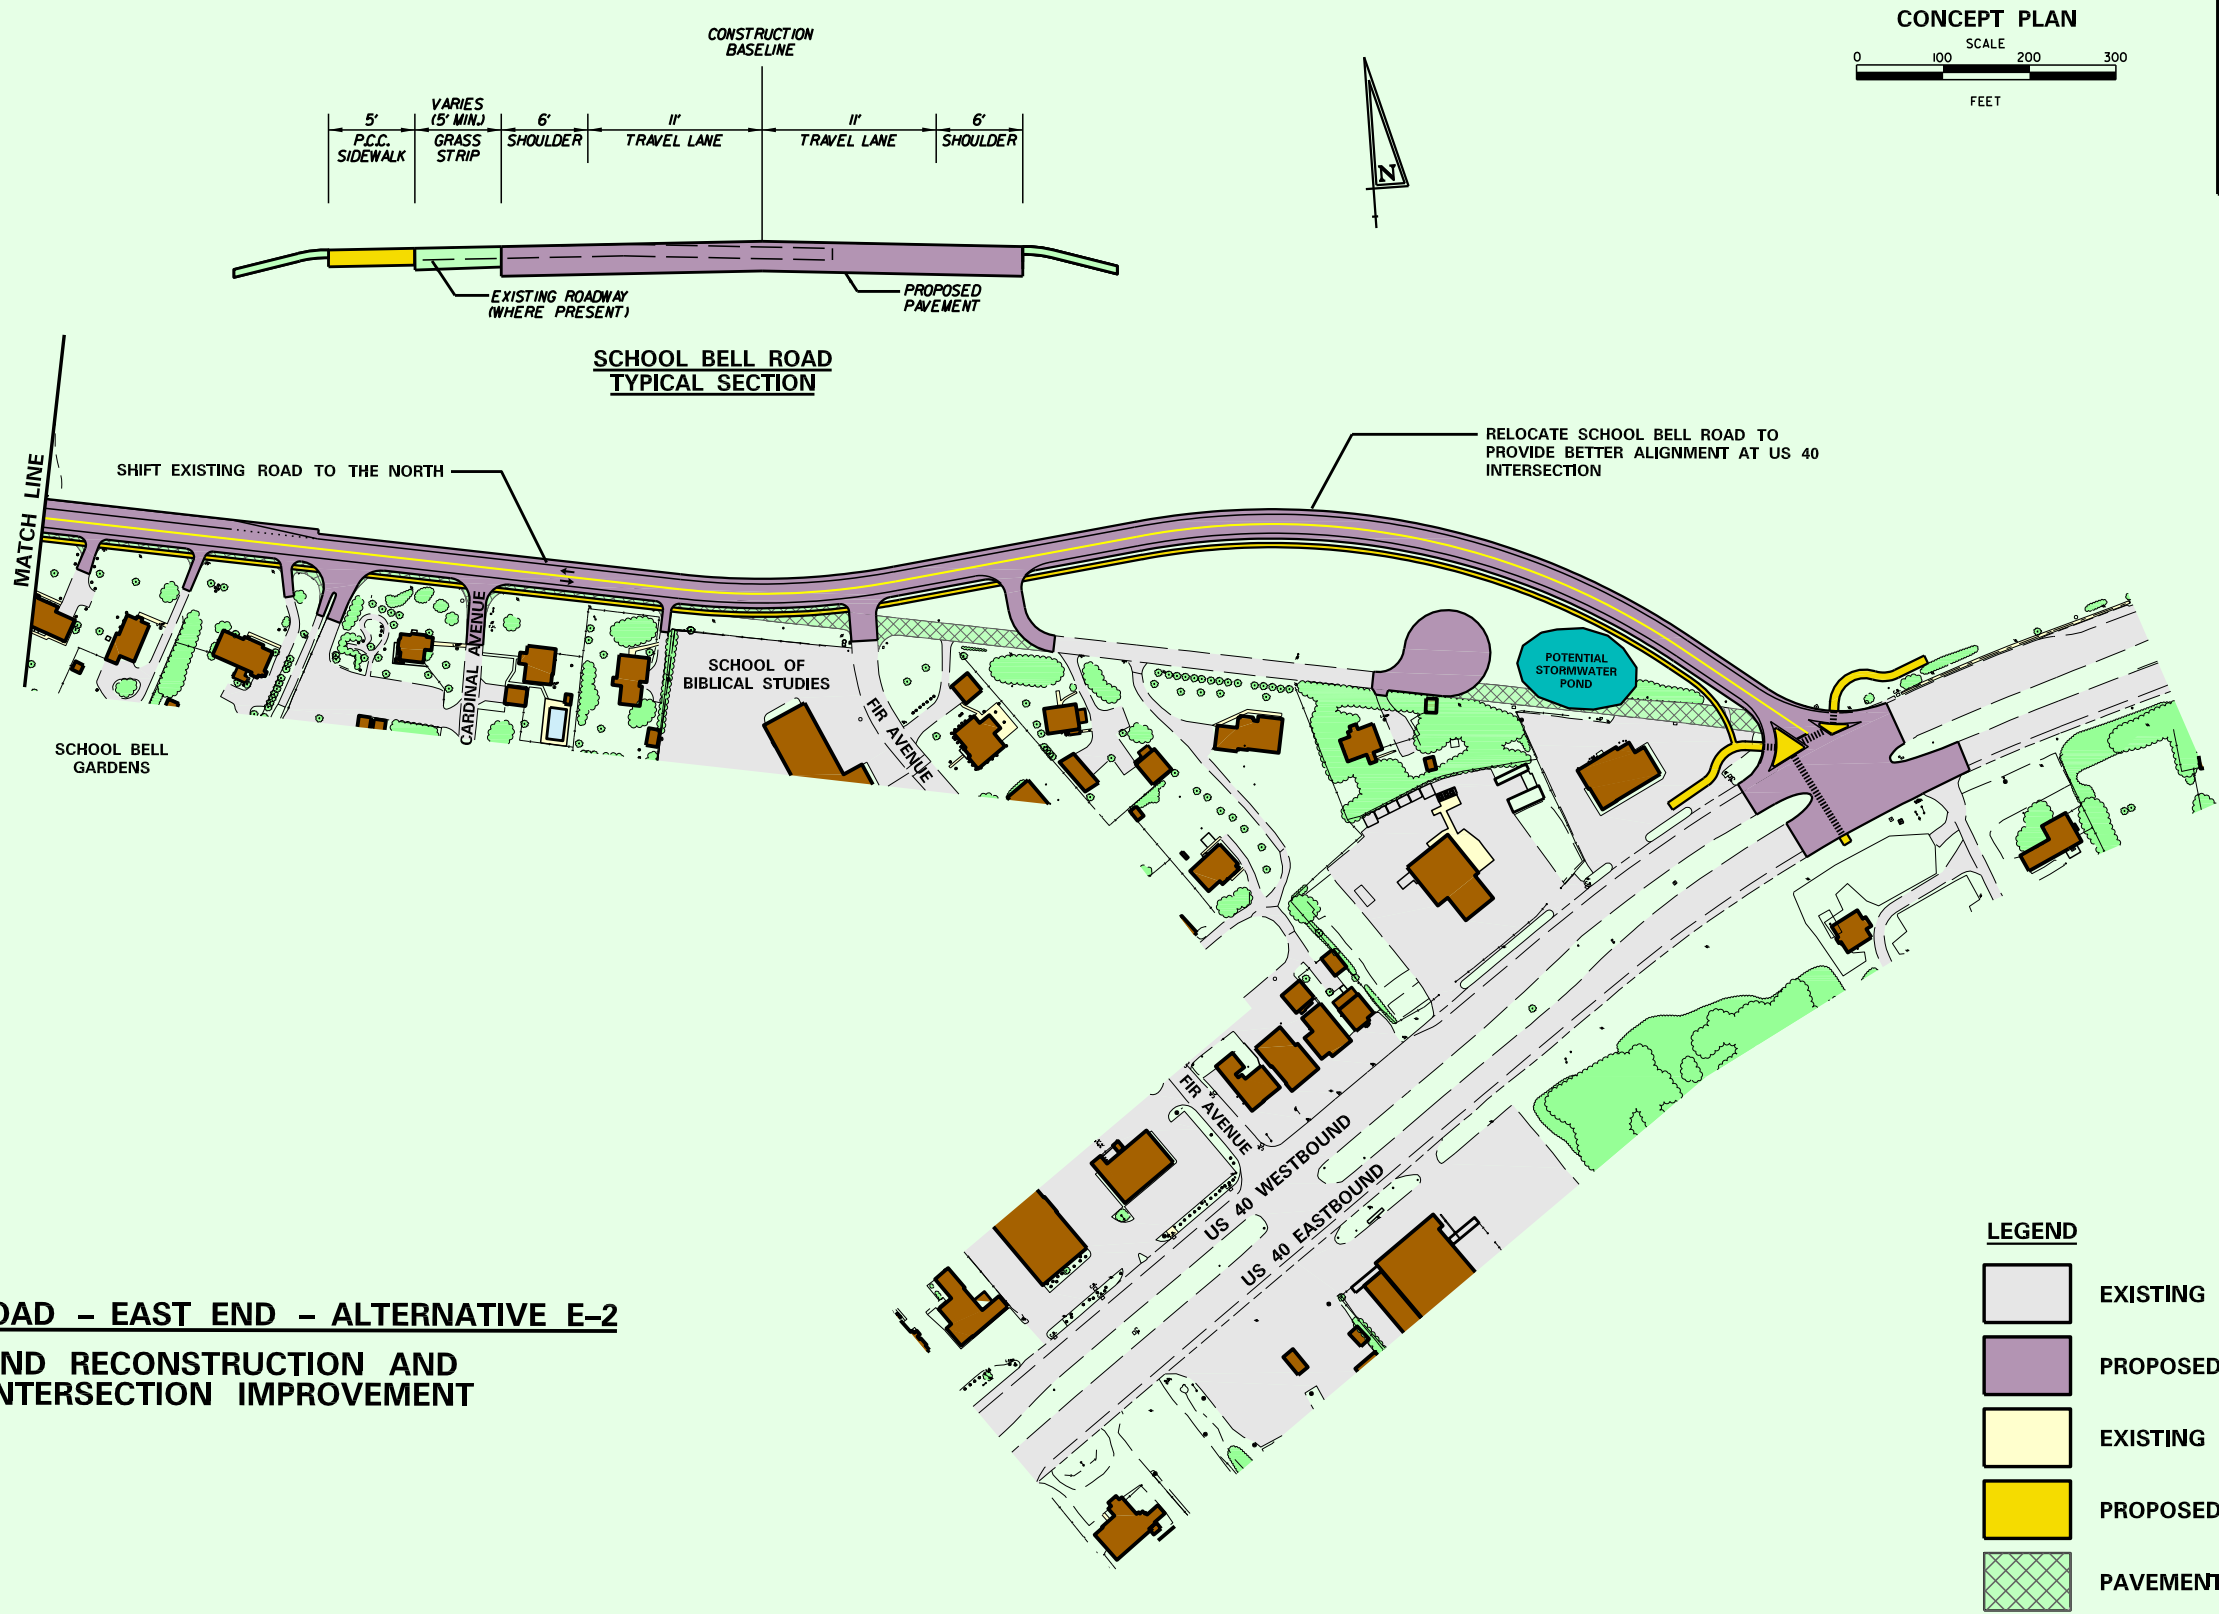 CONCEPT PLAN
SCALE
0 100 200 300
FEET
CONSTRUCTION
BASELINE
5'
P.C.C.
SIDEWALK
VARIES
(5' MIN.)
GRASS
STRIP
6'
SHOULDER
11'
TRAVEL LANE
11'
TRAVEL LANE
6'
SHOULDER
N
EXISTING ROADWAY
(WHERE PRESENT)
PROPOSED
PAVEMENT
SCHOOL BELL ROAD
TYPICAL SECTION
MATCH LINE
SHIFT EXISTING ROAD TO THE NORTH
RELOCATE SCHOOL BELL ROAD TO
PROVIDE BETTER ALIGNMENT AT US 40
INTERSECTION
SCHOOL BELL
GARDENS
CARDINAL AVENUE
SCHOOL OF
BIBLICAL STUDIES
FIR AVENUE
POTENTIAL
STORMWATER
POND
FIR AVENUE
US 40 WESTBOUND
US 40 EASTBOUND
OAD – EAST END – ALTERNATIVE E–2
ND RECONSTRUCTION AND
NTERSECTION IMPROVEMENT
LEGEND
EXISTING
PROPOSED
EXISTING
PROPOSED
PAVEMENT